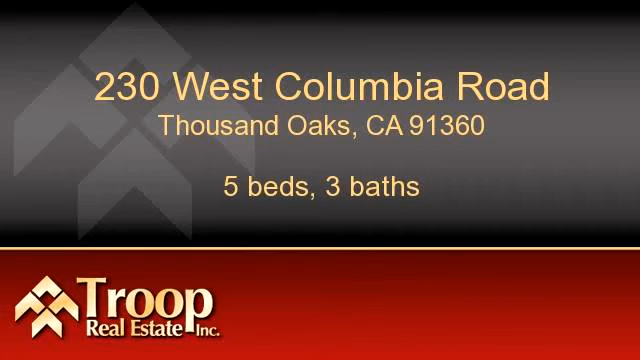 230 West Columbia Road
Thousand Oaks, CA 91360
5 beds, 3 baths
Troop
Real Estate Inc.